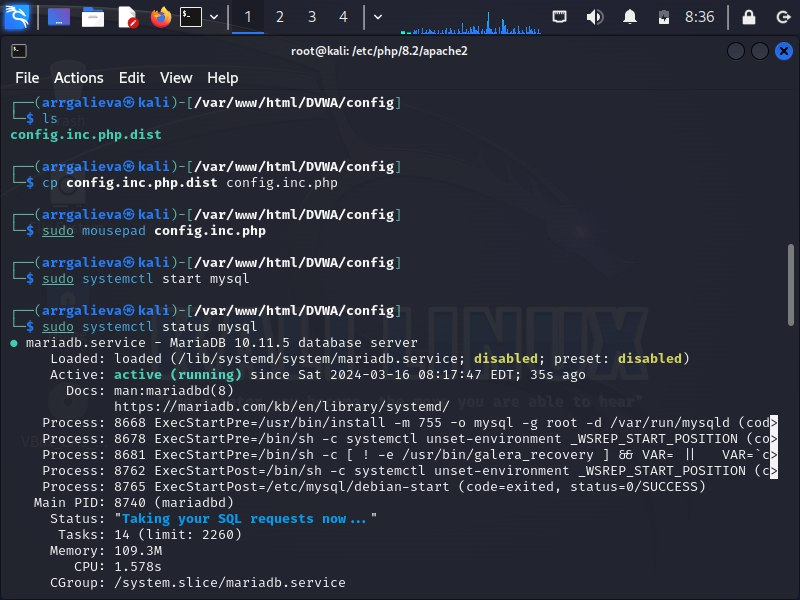 1 2 3 4 8:36
root@kali: /etc/php/8.2/apache2
File Actions Edit View Help
┌──(arrgalieva㉿kali)-[/var/www/html/DVWA/config]
└─$ ls
config.inc.php.dist
┌──(arrgalieva㉿kali)-[/var/www/html/DVWA/config]
└─$ cp config.inc.php.dist config.inc.php
┌──(arrgalieva㉿kali)-[/var/www/html/DVWA/config]
└─$ sudo mousepad config.inc.php
┌──(arrgalieva㉿kali)-[/var/www/html/DVWA/config]
└─$ sudo systemctl start mysql
┌──(arrgalieva㉿kali)-[/var/www/html/DVWA/config]
└─$ sudo systemctl status mysql
● mariadb.service - MariaDB 10.11.5 database server
Loaded: loaded (/lib/systemd/system/mariadb.service; disabled; preset: disabled)
Active: active (running) since Sat 2024-03-16 08:17:47 EDT; 35s ago
Docs: man:mariadbd(8)
https://mariadb.com/kb/en/library/systemd/
Process: 8668 ExecStartPre=/usr/bin/install -m 755 -o mysql -g root -d /var/run/mysqld (cod>
Process: 8678 ExecStartPre=/bin/sh -c systemctl unset-environment _WSREP_START_POSITION (co>
Process: 8681 ExecStartPre=/bin/sh -c [ ! -e /usr/bin/galera_recovery ] && VAR= || VAR=`c>
Process: 8762 ExecStartPost=/bin/sh -c systemctl unset-environment _WSREP_START_POSITION (c>
Process: 8765 ExecStartPost=/etc/mysql/debian-start (code=exited, status=0/SUCCESS)
Main PID: 8740 (mariadbd)
Status: "Taking your SQL requests now..."
Tasks: 14 (limit: 2260)
Memory: 109.3M
CPU: 1.578s
CGroup: /system.slice/mariadb.service